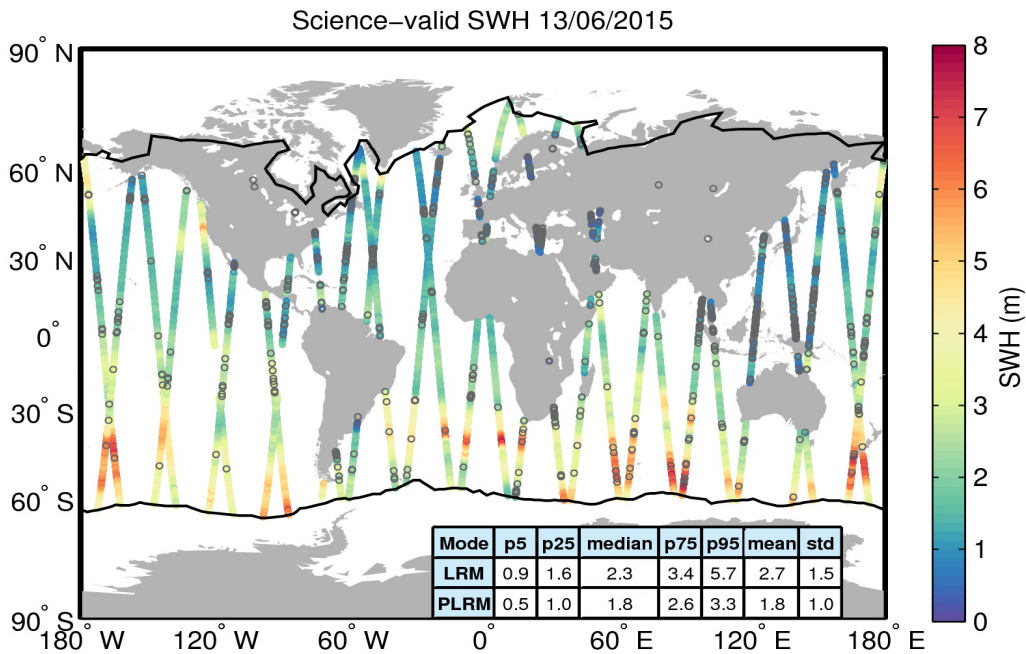 Science−valid SWH 13/06/2015
90° N
60° N
30° N
0°
30° S
60° S
90° S
180° W
120° W
60° W
0°
60° E
120° E
180° E
Mode p5 p25 median p75 p95 mean std
LRM 0.9 1.6 2.3 3.4 5.7 2.7 1.5
PLRM 0.5 1.0 1.8 2.6 3.3 1.8 1.0
8
7
6
5
4
3
2
1
0
SWH (m)